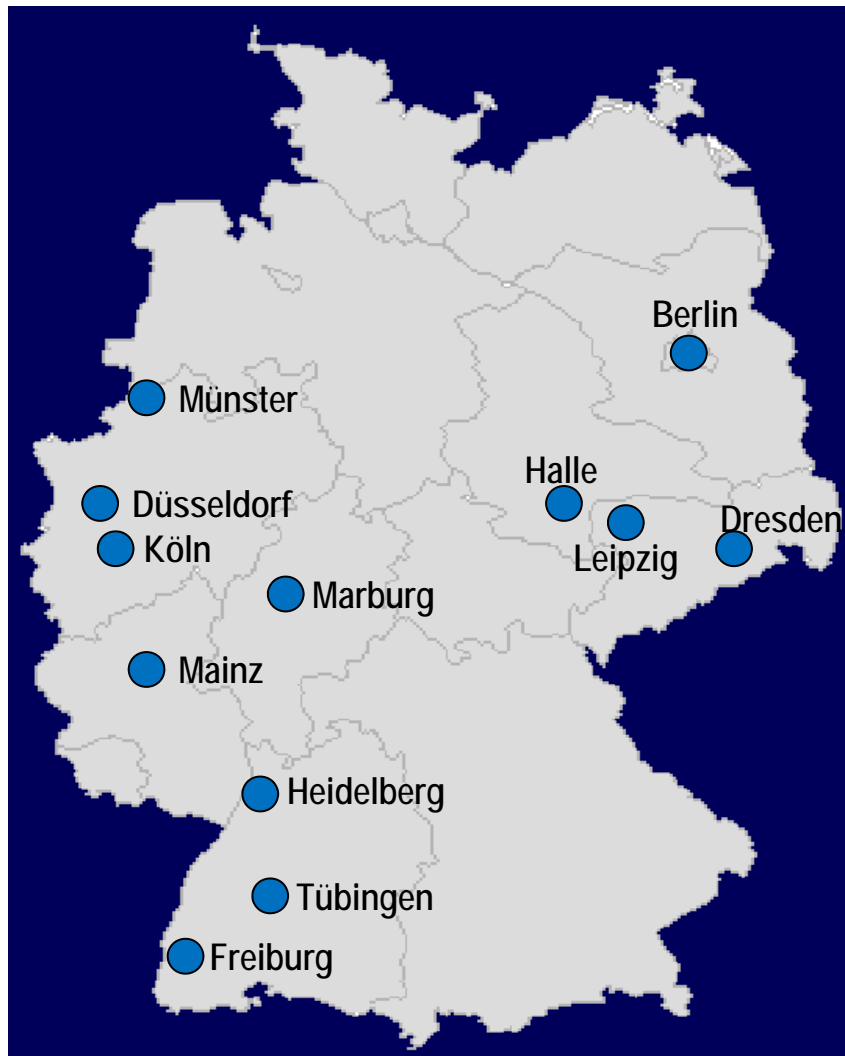 Berlin
Münster
Halle
Düsseldorf
Dresden
Köln
Leipzig
Marburg
Mainz
Heidelberg
Tübingen
Freiburg